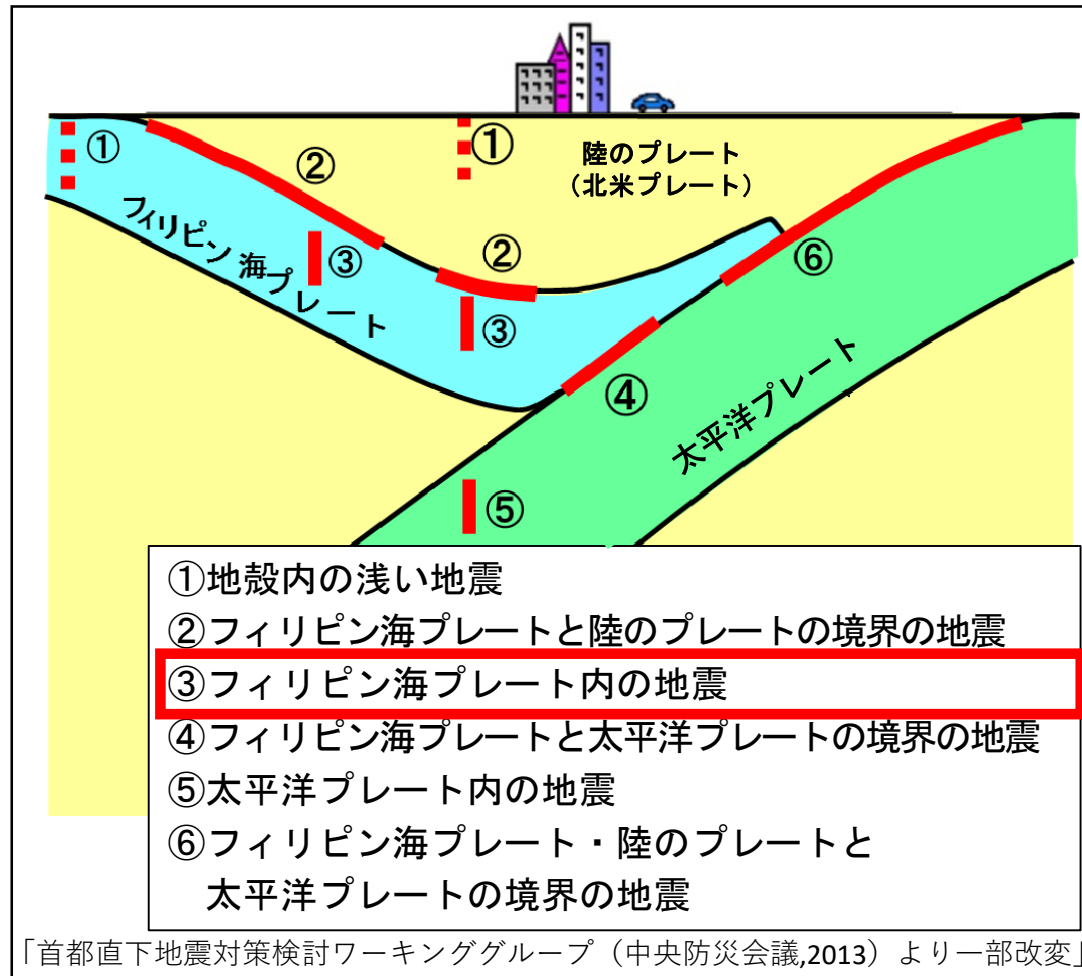 ①
②
①
陸のプレート
（北米プレート）
フィリピン海プレート
③
②
⑥
③
④
太平洋プレート
⑤
①地殻内の浅い地震
②フィリピン海プレートと陸のプレートの境界の地震
③フィリピン海プレート内の地震
④フィリピン海プレートと太平洋プレートの境界の地震
⑤太平洋プレート内の地震
⑥フィリピン海プレート・陸のプレートと
太平洋プレートの境界の地震
「首都直下地震対策検討ワーキンググループ（中央防災会議,2013）より一部改変」